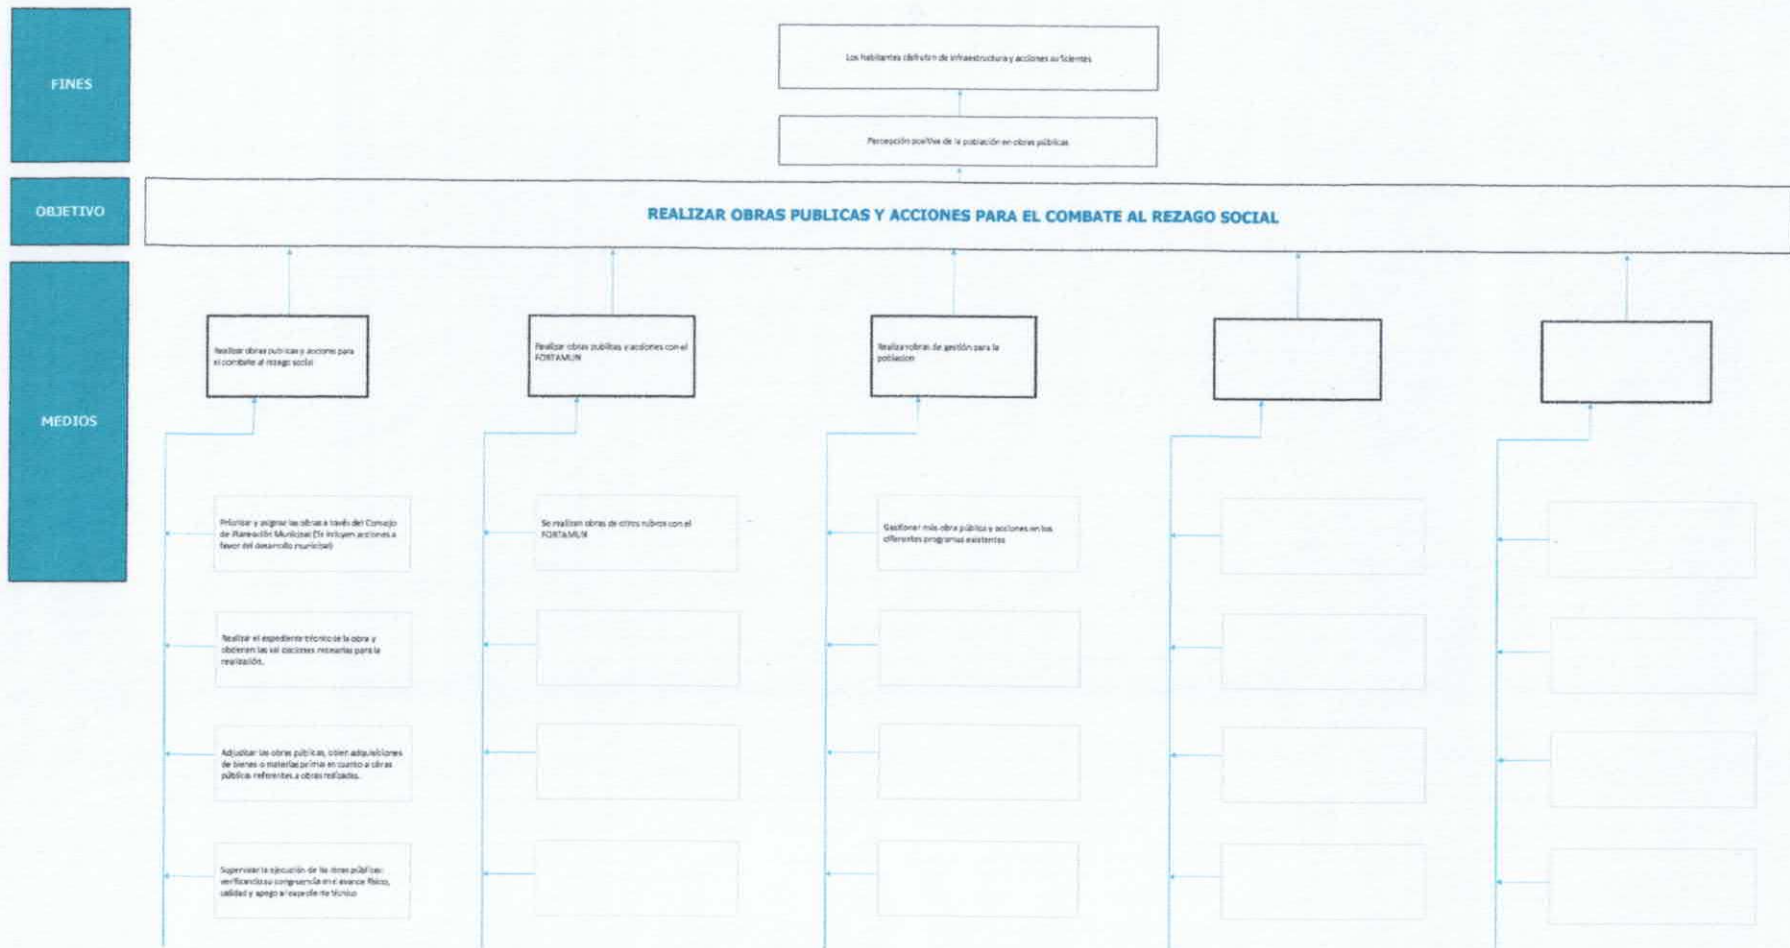 FINES
Los habitantes disfrutan de infraestructura y acciones suficientes
Percepción positiva de la población en obras públicas
OBJETIVO
REALIZAR OBRAS PUBLICAS Y ACCIONES PARA EL COMBATE AL REZAGO SOCIAL
MEDIOS
Realizar obras publicas y acciones para
el combate al rezago social
Realizar obras publicas y acciones con el
FORTAMUN
Realizar obras de gestión para la
poblacion
Priorizar y asignar las obras a través del Consejo
de Planeación Municipal (Se incluyen acciones a
favor del desarrollo municipal)
Se realizan obras de otros rubros con el
FORTAMUN
Gestionar más obra pública y acciones en los
diferentes programas existentes
Realizar el expediente técnico de la obra y
obtienen las validaciones necesarias para la
realización.
Adjudicar las obras públicas, o bien adquisiciones
de bienes o materias primas en cuanto a obras
públicas referentes a obras realizadas.
Supervisar la ejecución de las obras públicas
verificando su congruencia en el avance físico,
calidad y apego al expediente técnico